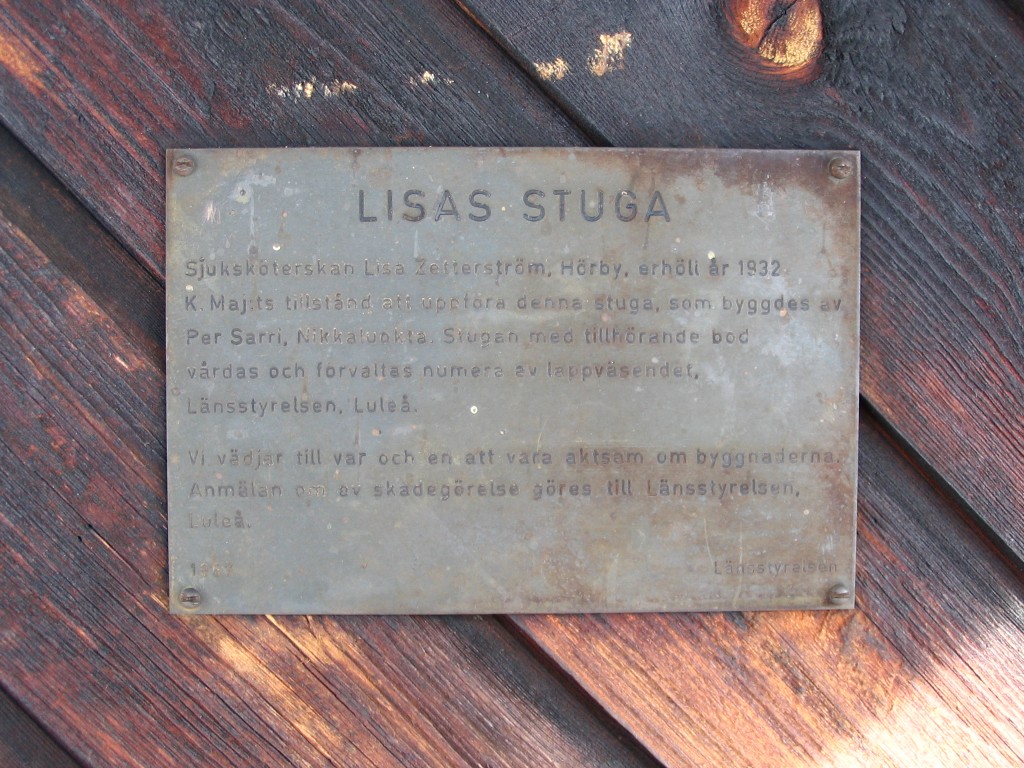 LISAS STUGA
Sjuksköterskan Lisa Zetterström, Hörby, erhöll år 1932
K. Maj:ts tillstånd att uppföra denna stuga, som byggdes av
Per Sarri, Nikkaluokta. Stugan med tillhörande bod
vårdas och förvaltas numera av lappväsendet,
Länsstyrelsen, Luleå.
Vi vädjar till var och en att vara aktsam om byggnaderna.
Anmälan om av skadegörelse göres till Länsstyrelsen,
Luleå.
Länsstyrelsen